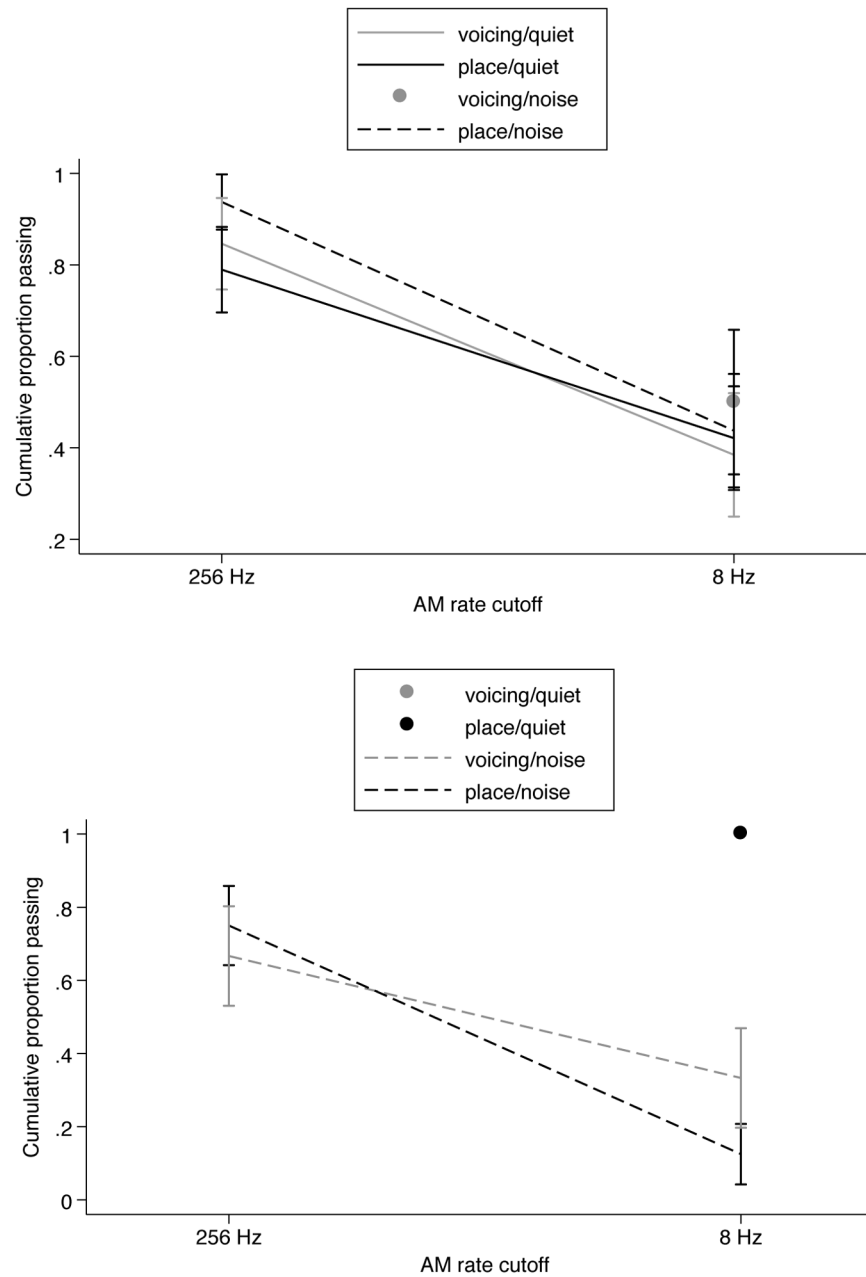 voicing/quiet
place/quiet
voicing/noise
place/noise
1
.8
.6
.4
.2
Cumulative proportion passing
256 Hz
8 Hz
AM rate cutoff
voicing/quiet
place/quiet
voicing/noise
place/noise
1
.8
.6
.4
.2
0
Cumulative proportion passing
256 Hz
8 Hz
AM rate cutoff